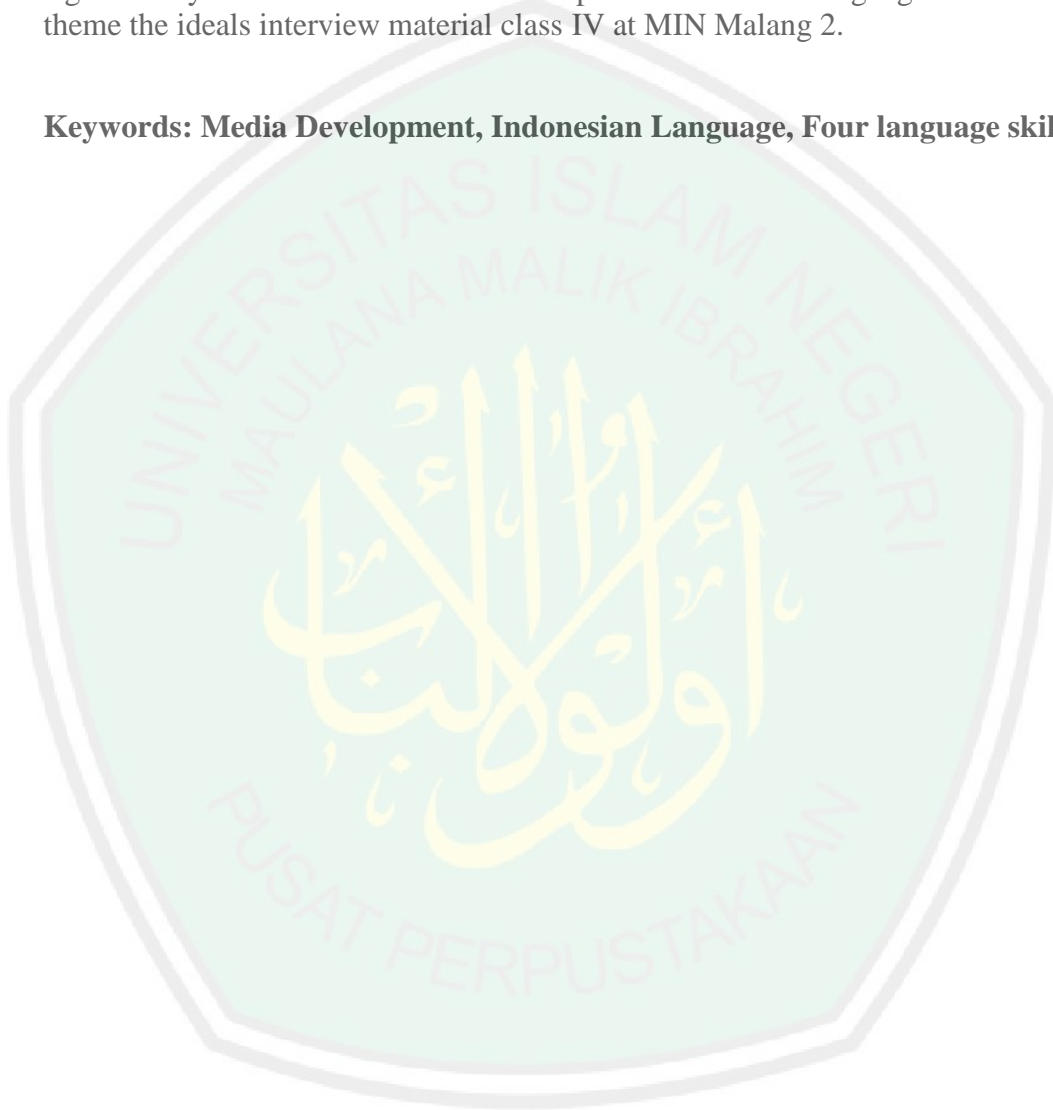 theme the ideals interview material class IV at MIN Malang 2.
Keywords: Media Development, Indonesian Language, Four language
UNIVERSITAS ISLAM NEGERI
MAULANA MALIK IBRAHIM
أولوا الألباب
PUSAT PERPUSTAKAAN